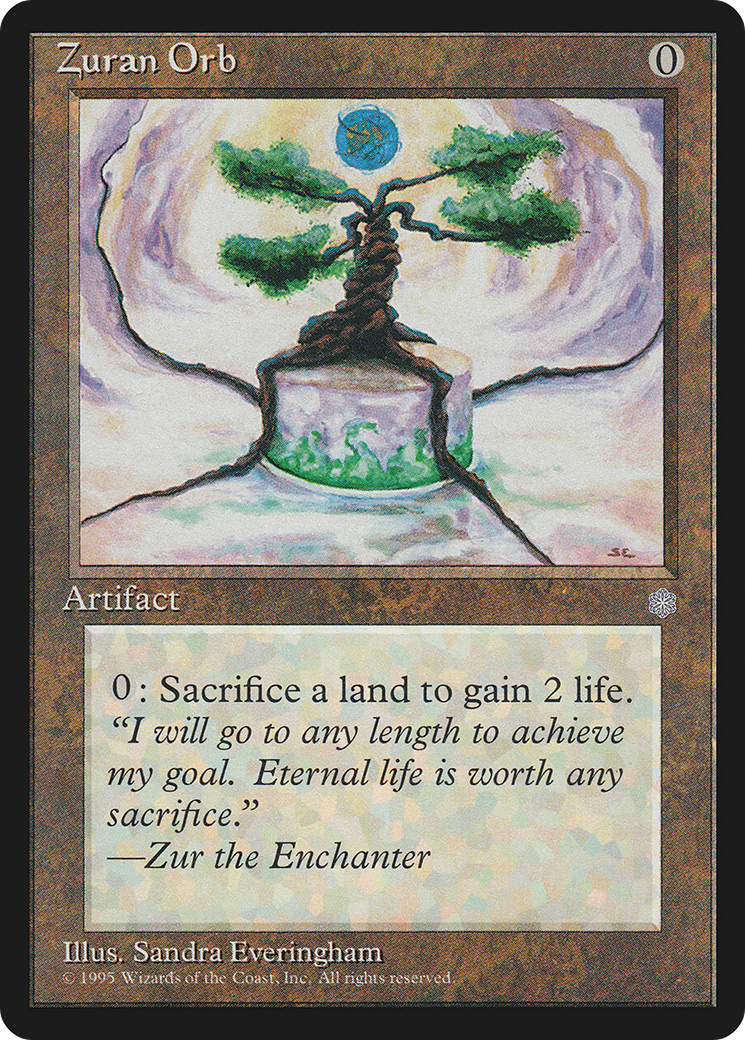 Zuran Orb 0
SE
Artifact
0: Sacrifice a land to gain 2 life.
“I will go to any length to achieve
my goal. Eternal life is worth any
sacrifice.”
—Zur the Enchanter
Illus. Sandra Everingham
© 1995 Wizards of the Coast, Inc. All rights reserved.